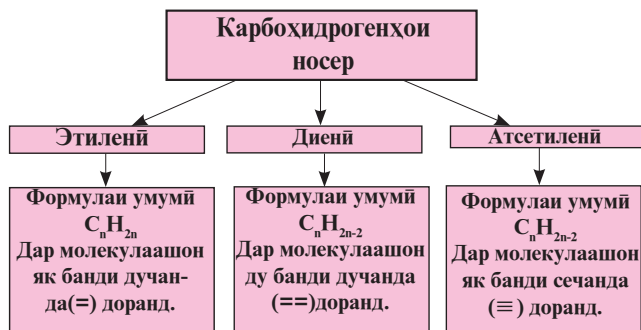 Карбоҳидрогенҳои
носер
Этиленӣ
Диенӣ
Атсетиленӣ
Формулаи умумӣ
CₙH₂ₙ
Дар молекулаашон
як банди дучан-
да(=) доранд.
Формулаи умумӣ
CₙH₂ₙ₋₂
Дар молекулаашон
ду банди дучанда
(==)доранд.
Формулаи умумӣ
CₙH₂ₙ₋₂
Дар молекулаашон
як банди сечанда
(≡) доранд.